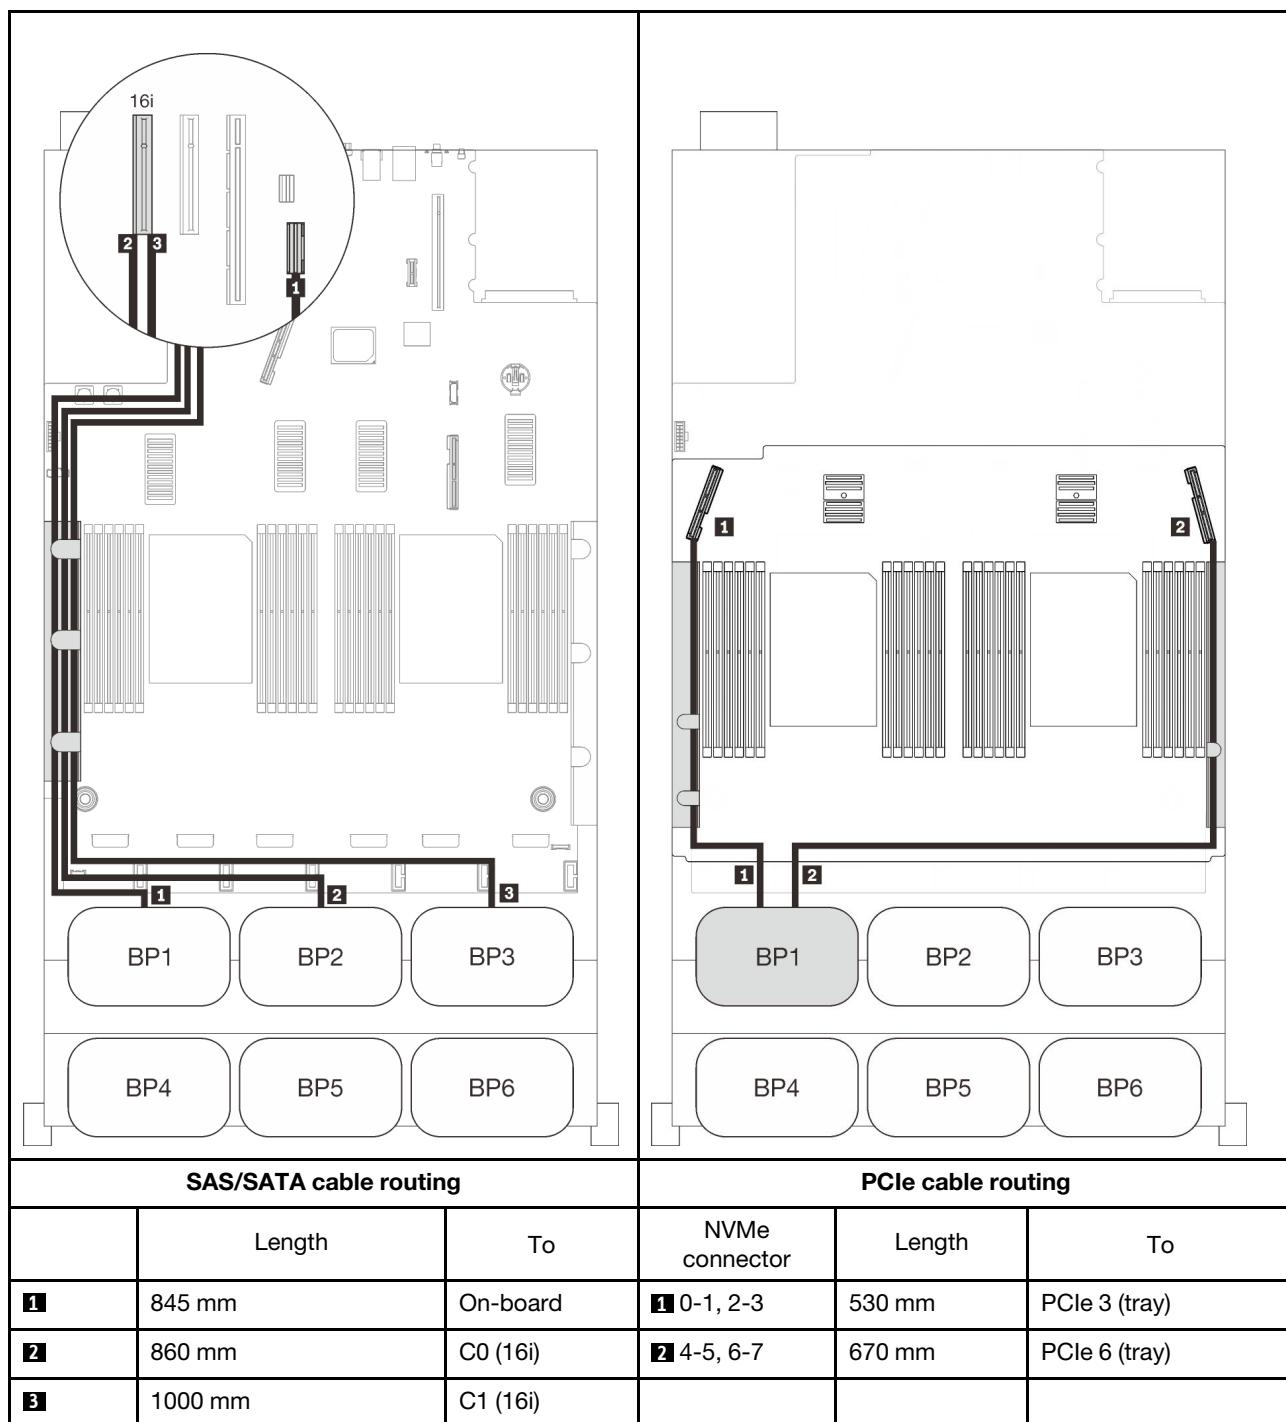 16i
2 3
1
1
2
3
BP1 BP2 BP3
BP4 BP5 BP6
1
2
1
2
BP1 BP2 BP3
BP4 BP5 BP6
SAS/SATA cable routing
PCIe cable routing
Length To NVMe connector Length To
1 845 mm On-board 1 0-1, 2-3 530 mm PCIe 3 (tray)
2 860 mm C0 (16i) 2 4-5, 6-7 670 mm PCIe 6 (tray)
3 1000 mm C1 (16i)